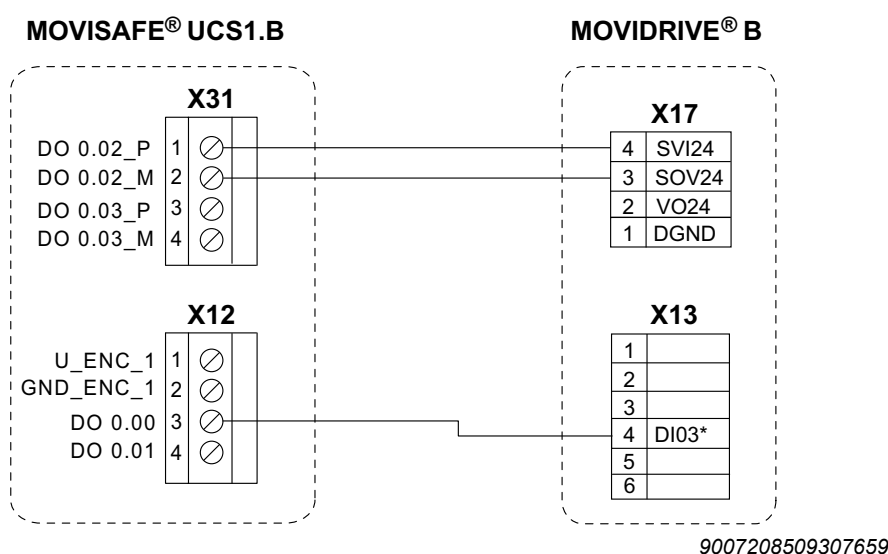 MOVISAFE® UCS1.B
MOVIDRIVE® B
X31
DO 0.02_P 1
DO 0.02_M 2
DO 0.03_P 3
DO 0.03_M 4
X17
4 SVI24
3 SOV24
2 VO24
1 DGND
X12
U_ENC_1 1
GND_ENC_1 2
DO 0.00 3
DO 0.01 4
X13
1
2
3
4 DI03*
5
6
9007208509307659